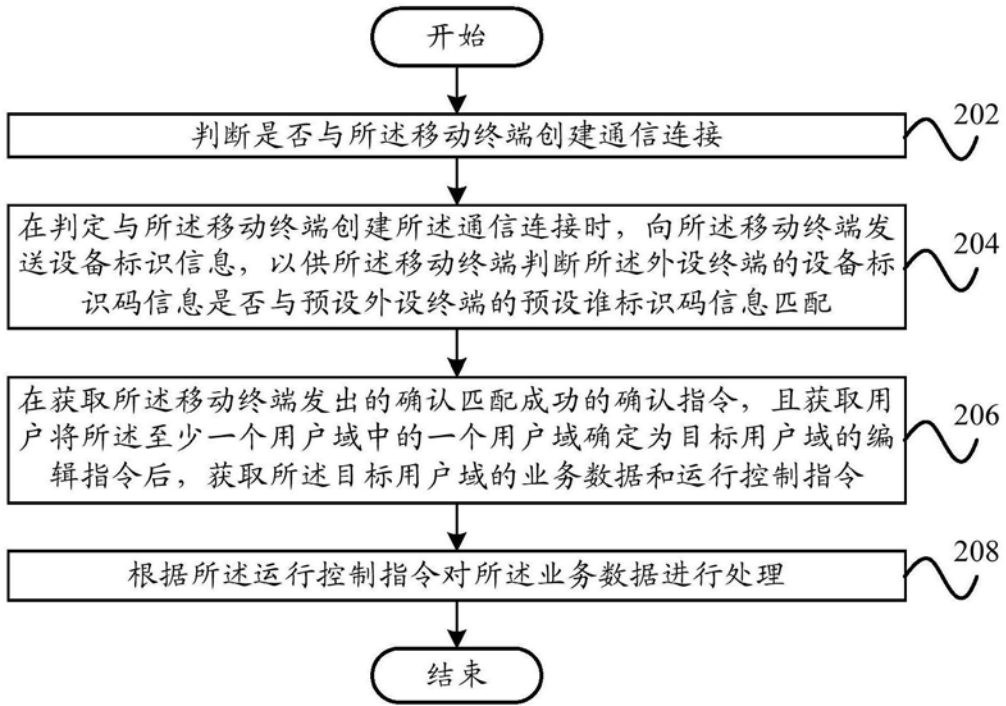 开始
判断是否与所述移动终端创建通信连接
202
在判定与所述移动终端创建所述通信连接时，向所述移动终端发
送设备标识信息，以供所述移动终端判断所述外设终端的设备标
识码信息是否与预设外设终端的预设谁标识码信息匹配
204
在获取所述移动终端发出的确认匹配成功的确认指令，且获取用
户将所述至少一个用户域中的一个用户域确定为目标用户域的编
辑指令后，获取所述目标用户域的业务数据和运行控制指令
206
根据所述运行控制指令对所述业务数据进行处理
208
结束